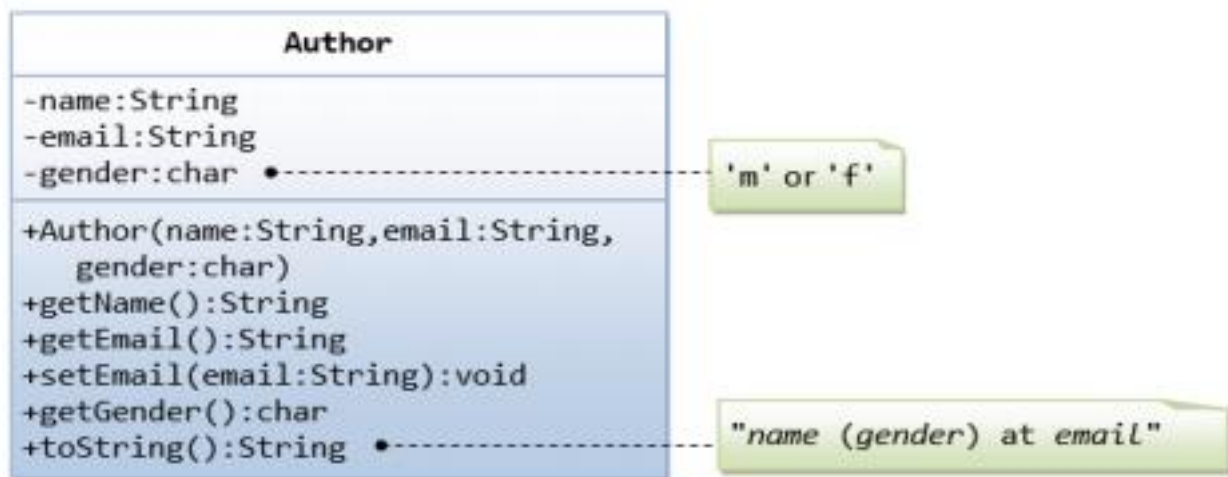 Author
-name:String
-email:String
-gender:char
'm' or 'f'
+Author(name:String,email:String,
gender:char)
+getName():String
+getEmail():String
+setEmail(email:String):void
+getGender():char
+toString():String
"name (gender) at email"